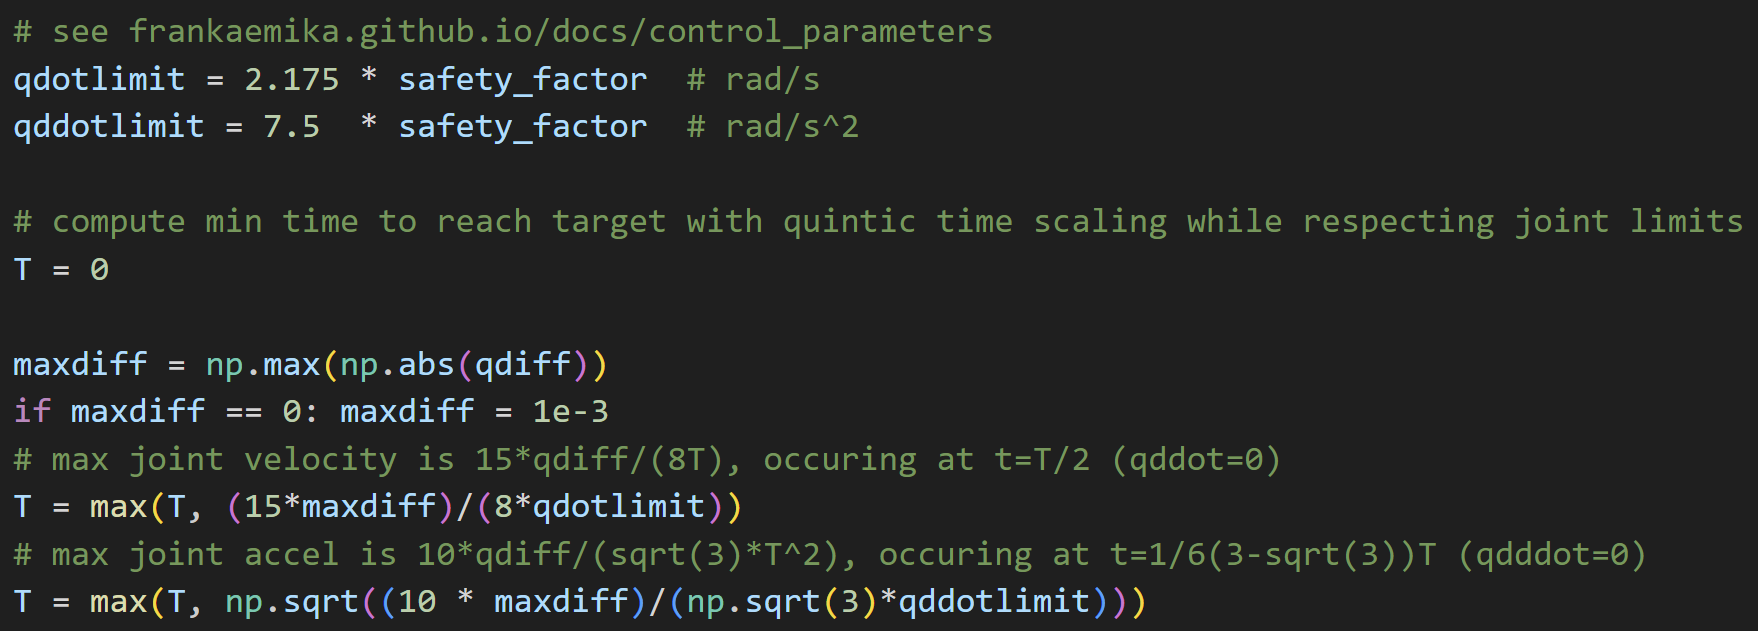 # see frankaemika.github.io/docs/control_parameters
qdotlimit = 2.175 * safety_factor  # rad/s
qddotlimit = 7.5  * safety_factor  # rad/s^2
# compute min time to reach target with quintic time scaling while respecting joint limits
T = 0
maxdiff = np.max(np.abs(qdiff))
if maxdiff == 0: maxdiff = 1e-3
# max joint velocity is 15*qdiff/(8T), occuring at t=T/2 (qddot=0)
T = max(T, (15*maxdiff)/(8*qdotlimit))
# max joint accel is 10*qdiff/(sqrt(3)*T^2), occuring at t=1/6(3-sqrt(3))T (qdddot=0)
T = max(T, np.sqrt((10 * maxdiff)/(np.sqrt(3)*qddotlimit)))